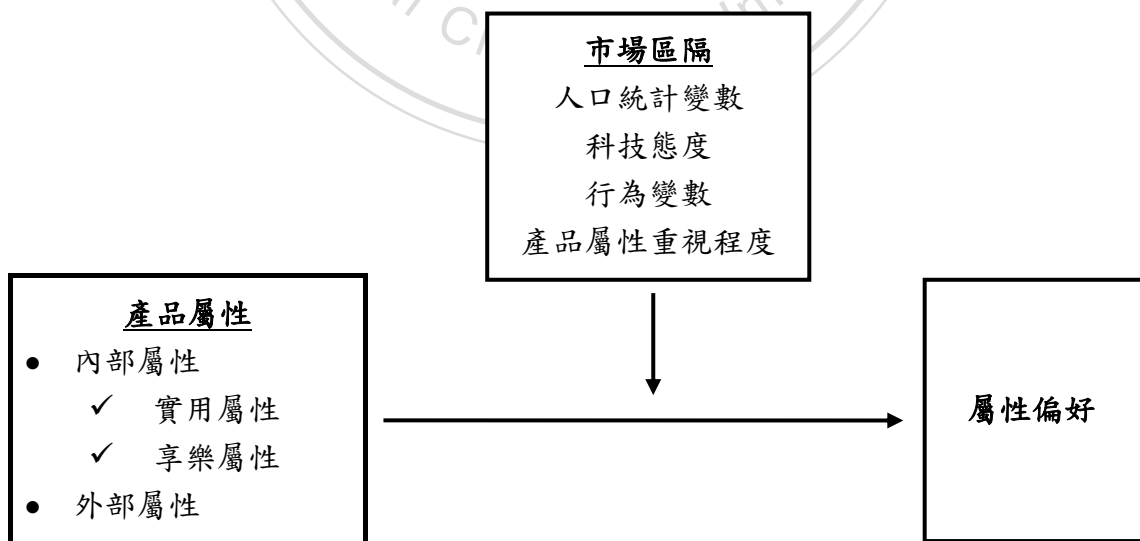 市場區隔
人口統計變數
科技態度
行為變數
產品屬性重視程度
產品屬性
● 內部屬性
✓ 實用屬性
✓ 享樂屬性
● 外部屬性
屬性偏好